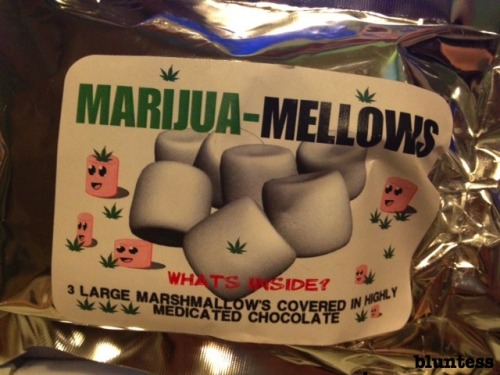 MARIJUA-MELLOWS
WHATS INSIDE?
3 LARGE MARSHMALLOW'S COVERED IN HIGHLY
MEDICATED CHOCOLATE
bluntess